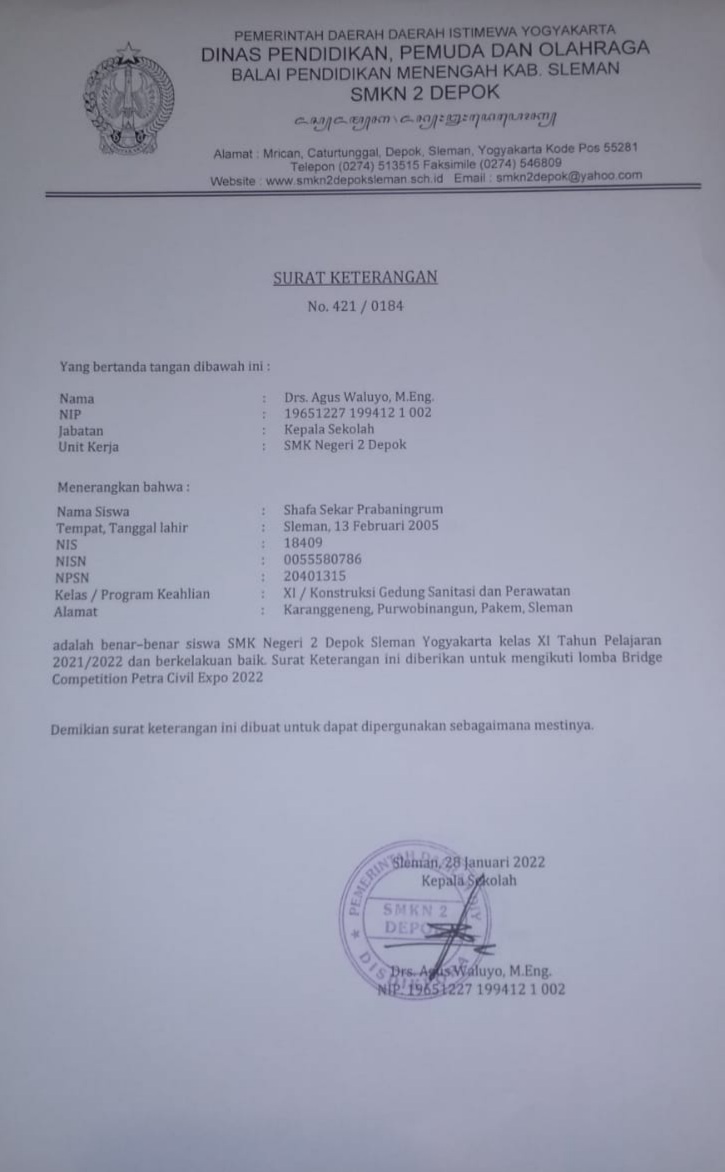 PEMERINTAH DAERAH DAERAH ISTIMEWA YOGYAKARTA
DINAS PENDIDIKAN, PEMUDA DAN OLAHRAGA
BALAI PENDIDIKAN MENENGAH KAB. SLEMAN
SMKN 2 DEPOK
Alamat : Mrican, Caturtunggal, Depok, Sleman, Yogyakarta Kode Pos 55281
Telepon (0274) 513515 Faksimile (0274) 546809
Website : www.smkn2depoksleman.sch.id Email : smkn2depok@yahoo.com
SURAT KETERANGAN
No. 421 / 0184
Yang bertanda tangan dibawah ini :
Nama : Drs. Agus Waluyo, M.Eng.
NIP : 19651227 199412 1 002
Jabatan : Kepala Sekolah
Unit Kerja : SMK Negeri 2 Depok
Menerangkan bahwa :
Nama Siswa : Shafa Sekar Prabaningrum
Tempat, Tanggal lahir : Sleman, 13 Februari 2005
NIS : 18409
NISN : 0055580786
NPSN : 20401315
Kelas / Program Keahlian : XI / Konstruksi Gedung Sanitasi dan Perawatan
Alamat : Karanggeneng, Purwobinangun, Pakem, Sleman
adalah benar–benar siswa SMK Negeri 2 Depok Sleman Yogyakarta kelas XI Tahun Pelajaran
2021/2022 dan berkelakuan baik. Surat Keterangan ini diberikan untuk mengikuti lomba Bridge
Competition Petra Civil Expo 2022
Demikian surat keterangan ini dibuat untuk dapat dipergunakan sebagaimana mestinya.
Sleman, 28 Januari 2022
Kepala Sekolah
SMKN 2
DEPOK
Drs. Agus Waluyo, M.Eng.
NIP. 19651227 199412 1 002